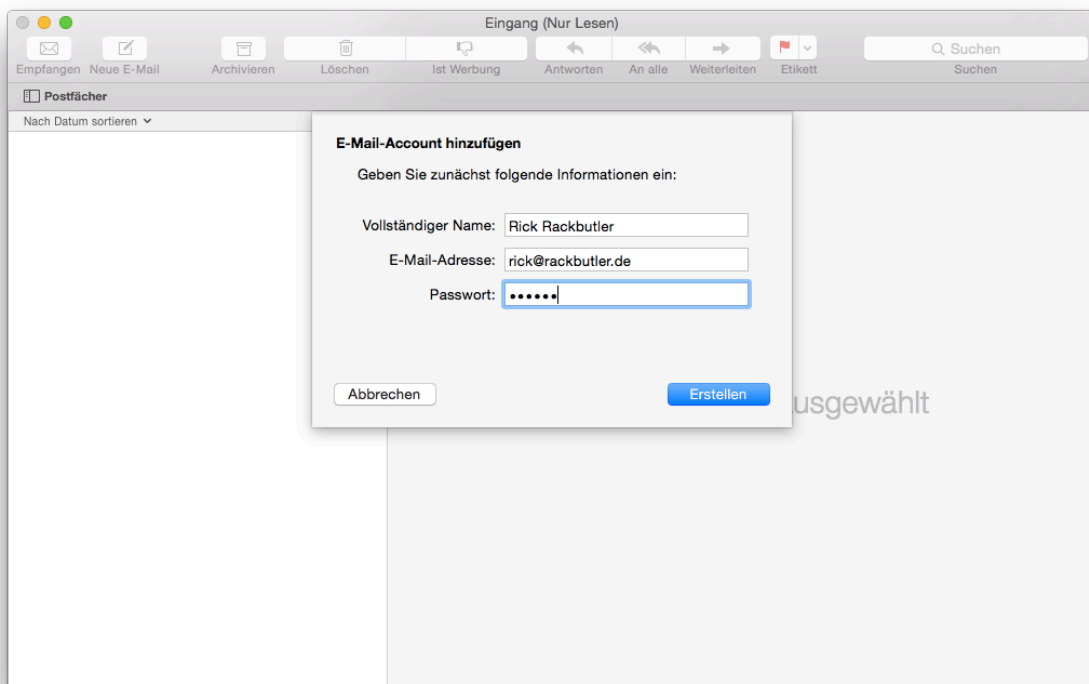 Eingang (Nur Lesen)
Suchen
Empfangen Neue E-Mail Archivieren Löschen Ist Werbung Antworten An alle Weiterleiten Etikett Suchen
Postfächer
Nach Datum sortieren
E-Mail-Account hinzufügen
Geben Sie zunächst folgende Informationen ein:
Vollständiger Name: Rick Rackbutler
E-Mail-Adresse: rick@rackbutler.de
Passwort: ••••••
Abbrechen Erstellen
usgewählt